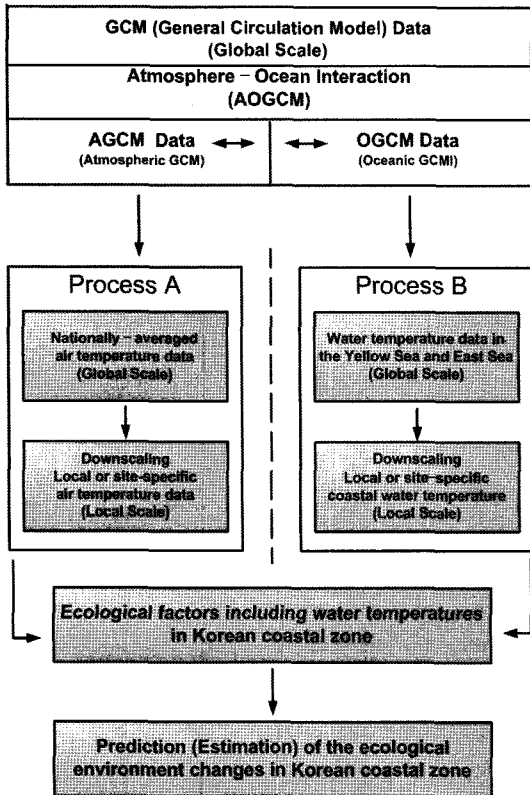 GCM (General Circulation Model) Data
(Global Scale)
Atmosphere – Ocean Interaction
(AOGCM)
AGCM Data
(Atmospheric GCM)
OGCM Data
(Oceanic GCMI)
Process A
Nationally – averaged
air temperature data
(Global Scale)
Downscaling
Local or site-specific
air temperature data
(Local Scale)
Process B
Water temperature data in
the Yellow Sea and East Sea
(Global Scale)
Downscaling
Local or site-specific
coastal water temperature
(Local Scale)
Ecological factors including water temperatures
in Korean coastal zone
Prediction (Estimation) of the ecological
environment changes in Korean coastal zone